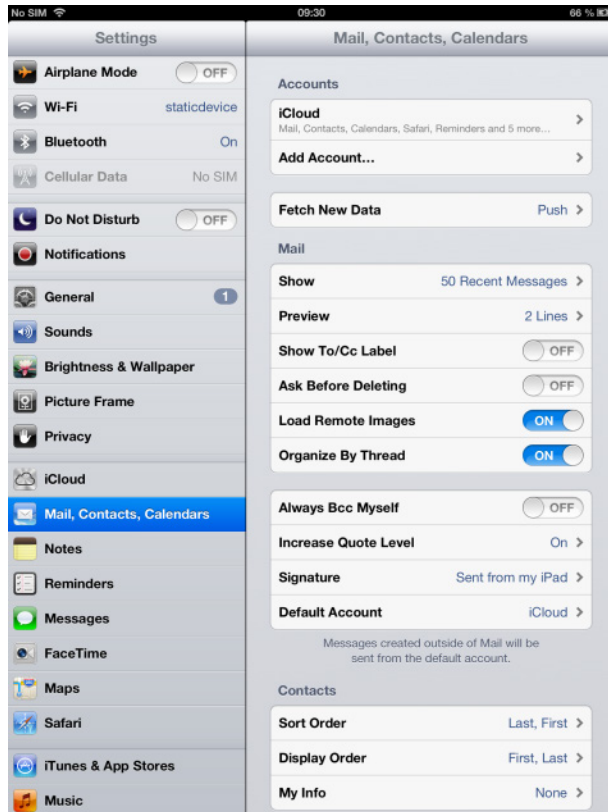 No SIM 09:30 66 %
Settings
Airplane Mode OFF
Wi-Fi staticdevice
Bluetooth On
Cellular Data No SIM
Do Not Disturb OFF
Notifications
General 1
Sounds
Brightness & Wallpaper
Picture Frame
Privacy
iCloud
Mail, Contacts, Calendars
Notes
Reminders
Messages
FaceTime
Maps
Safari
iTunes & App Stores
Music
Mail, Contacts, Calendars
Accounts
iCloud
Mail, Contacts, Calendars, Safari, Reminders and 5 more...
Add Account...
Fetch New Data Push
Mail
Show 50 Recent Messages
Preview 2 Lines
Show To/Cc Label OFF
Ask Before Deleting OFF
Load Remote Images ON
Organize By Thread ON
Always Bcc Myself OFF
Increase Quote Level On
Signature Sent from my iPad
Default Account iCloud
Messages created outside of Mail will be
sent from the default account.
Contacts
Sort Order Last, First
Display Order First, Last
My Info None